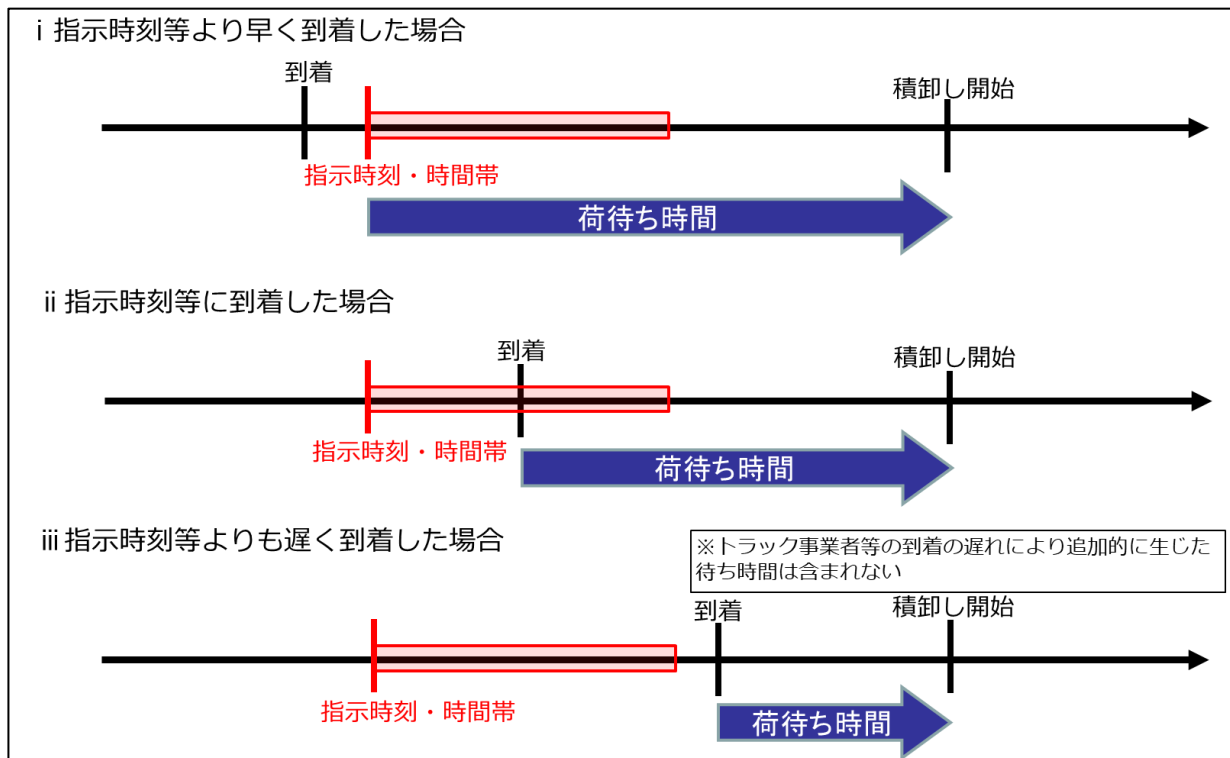 ⅰ 指示時刻等より早く到着した場合
到着
積卸し開始
指示時刻・時間帯
荷待ち時間
ⅱ 指示時刻等に到着した場合
到着
積卸し開始
指示時刻・時間帯
荷待ち時間
ⅲ 指示時刻等よりも遅く到着した場合
※トラック事業者等の到着の遅れにより追加的に生じた
待ち時間は含まれない
到着
積卸し開始
指示時刻・時間帯
荷待ち時間